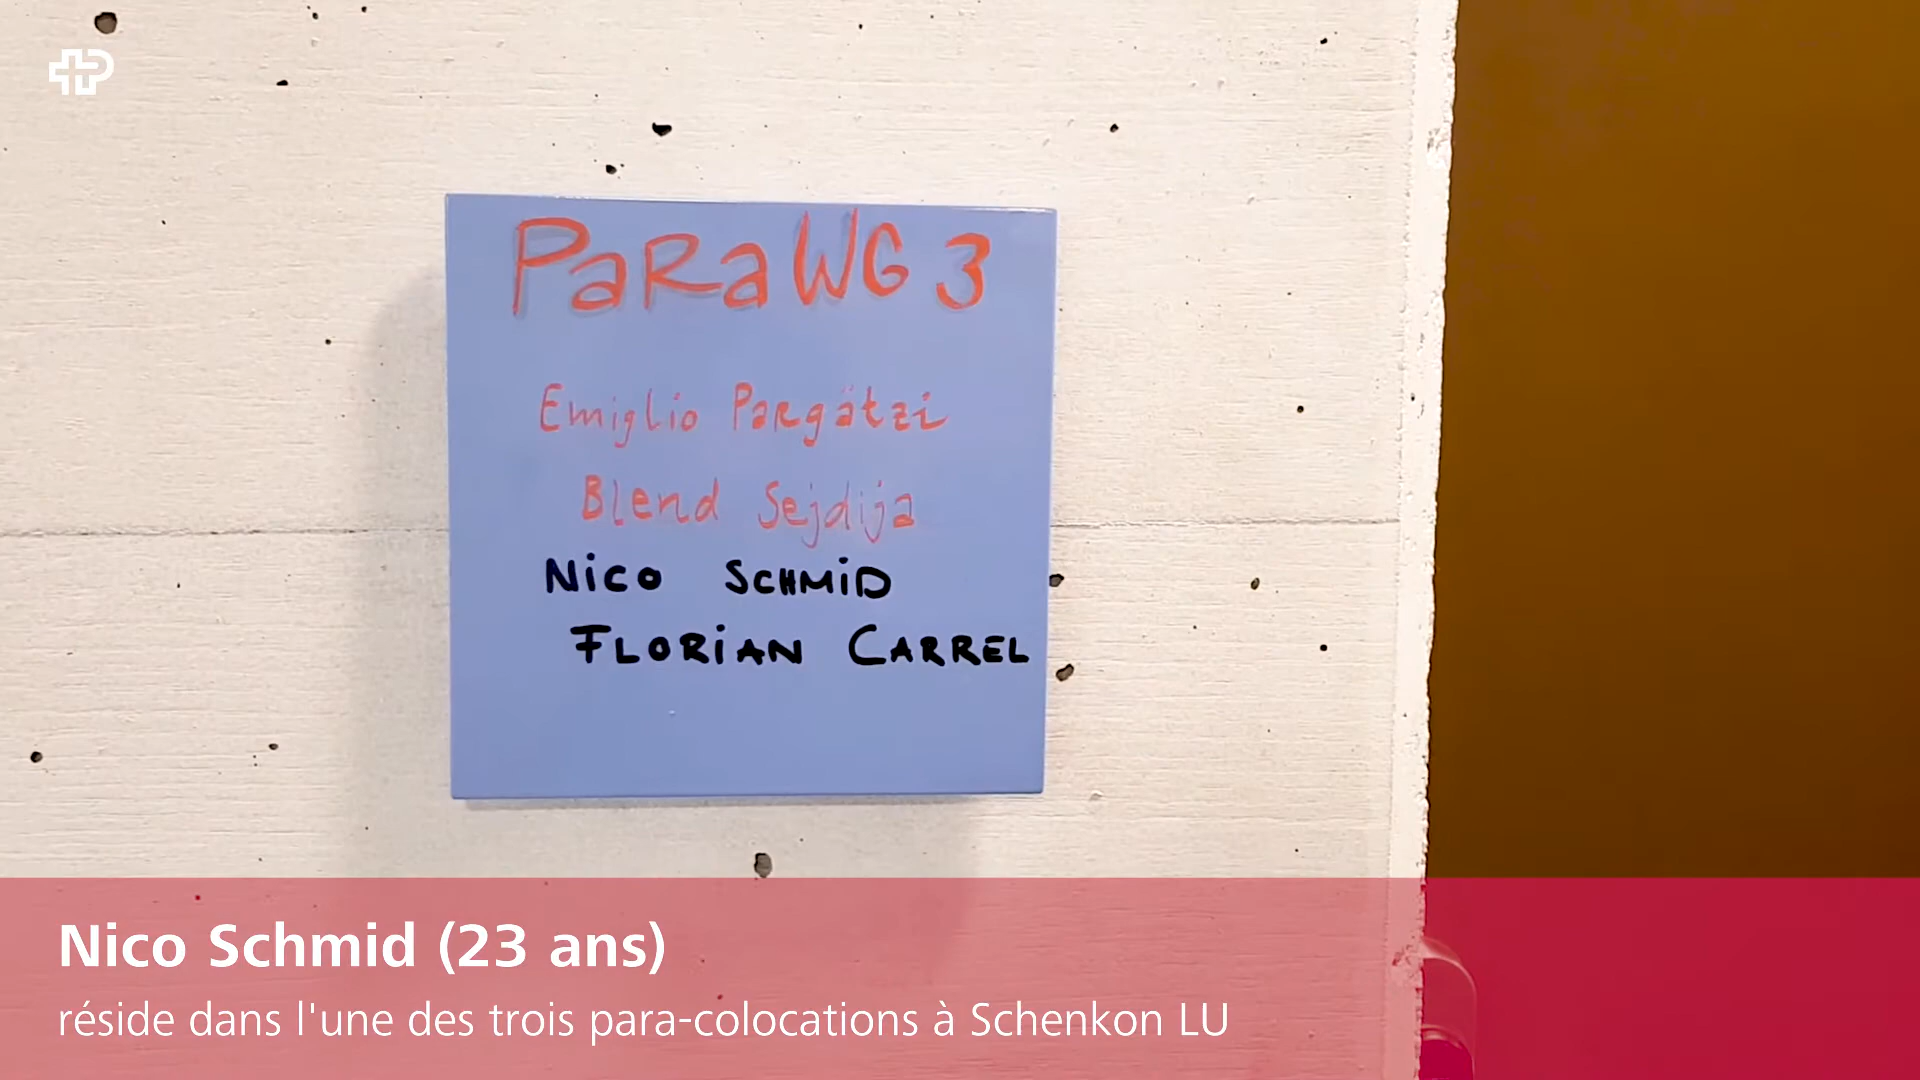 PaRaWG 3
Emiglio Pargätzi
Blend Sejdija
NiCO SCHMiD
FLORiAN CARREL
Nico Schmid (23 ans)
réside dans l'une des trois para-colocations à Schenkon LU